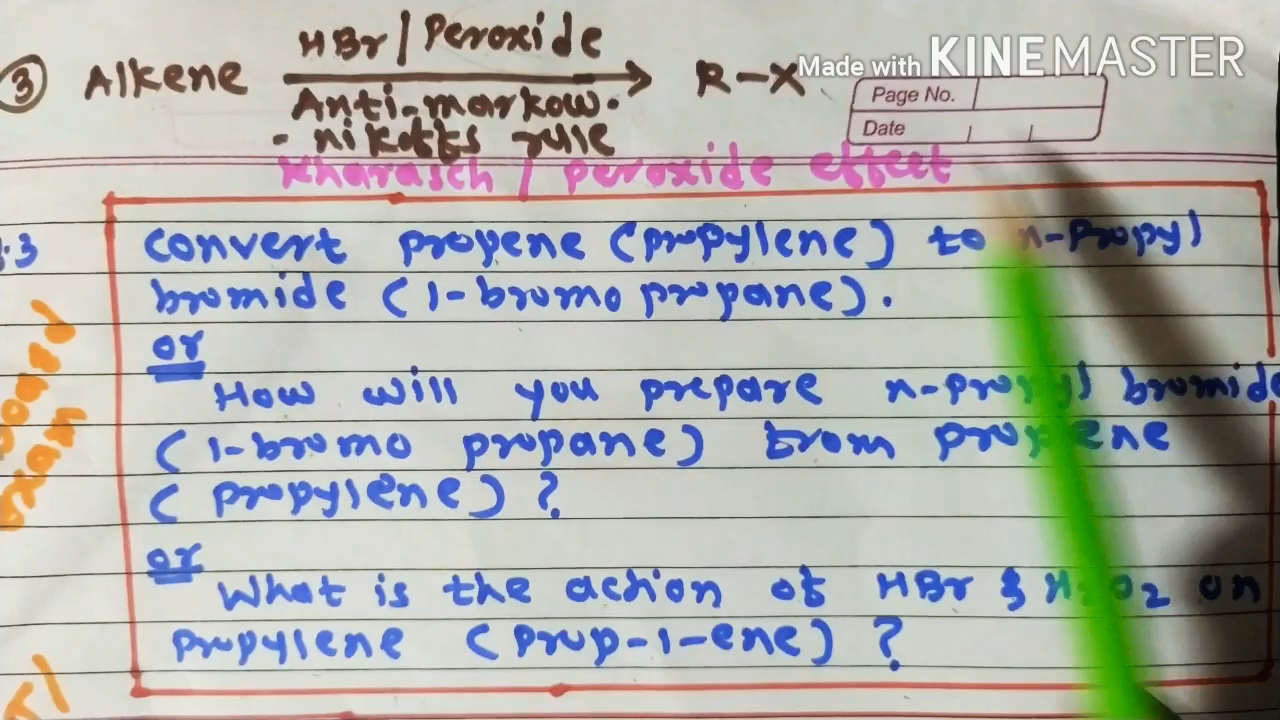 Made with KINEMASTER
③ Alkene HBr / Peroxide R-X
Anti-markow-
-nikoffs rule
Page No.
Date
Kharasch / peroxide effect
convert propene (propylene) to n-propyl
bromide (1-bromo propane).
or
How will you prepare n-propyl bromide
(1-bromo propane) from propene
(propylene) ?
or
What is the action of HBr & H2O2 on
propylene (prop-1-ene) ?
board
exam